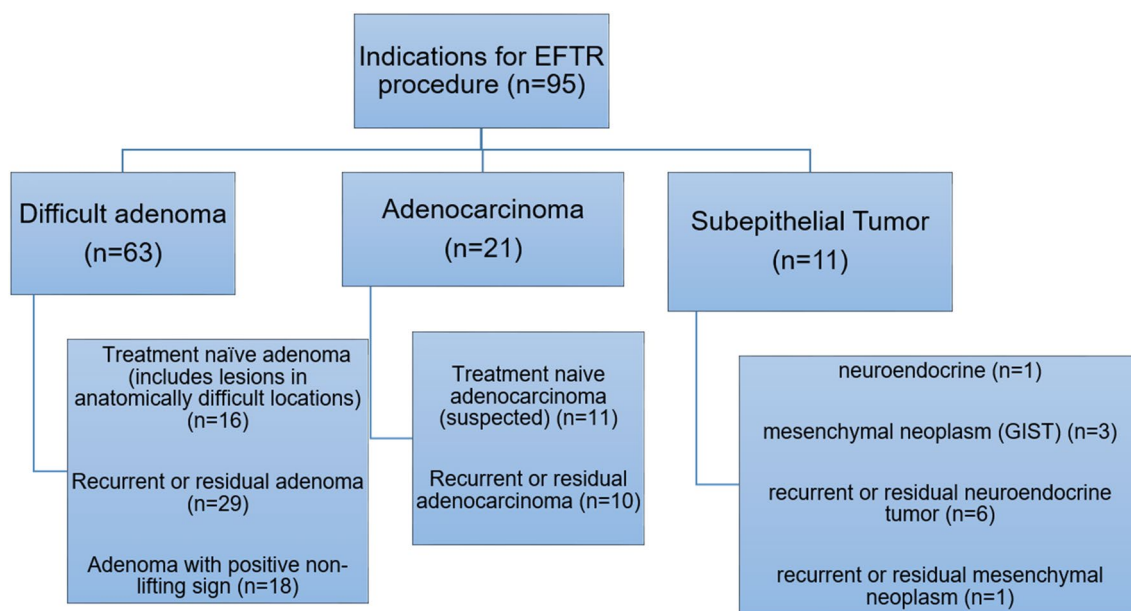 Indications for EFTR
procedure (n=95)
Difficult adenoma
(n=63)
Adenocarcinoma
(n=21)
Subepithelial Tumor
(n=11)
Treatment naïve adenoma
(includes lesions in
anatomically difficult locations)
(n=16)
Recurrent or residual adenoma
(n=29)
Adenoma with positive non-
lifting sign (n=18)
Treatment naive
adenocarcinoma
(suspected) (n=11)
Recurrent or residual
adenocarcinoma (n=10)
neuroendocrine (n=1)
mesenchymal neoplasm (GIST) (n=3)
recurrent or residual neuroendocrine
tumor (n=6)
recurrent or residual mesenchymal
neoplasm (n=1)